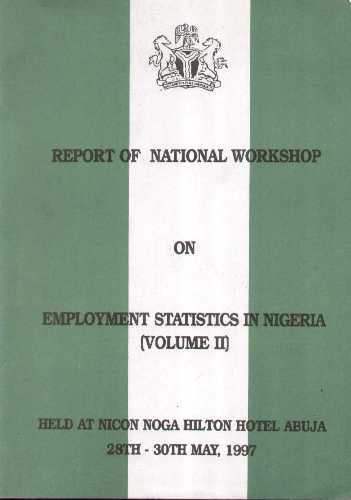 REPORT OF NATIONAL WORKSHOP
ON
EMPLOYMENT STATISTICS IN NIGERIA
(VOLUME II)
HELD AT NICON NOGA HILTON HOTEL ABUJA
28TH - 30TH MAY, 1997